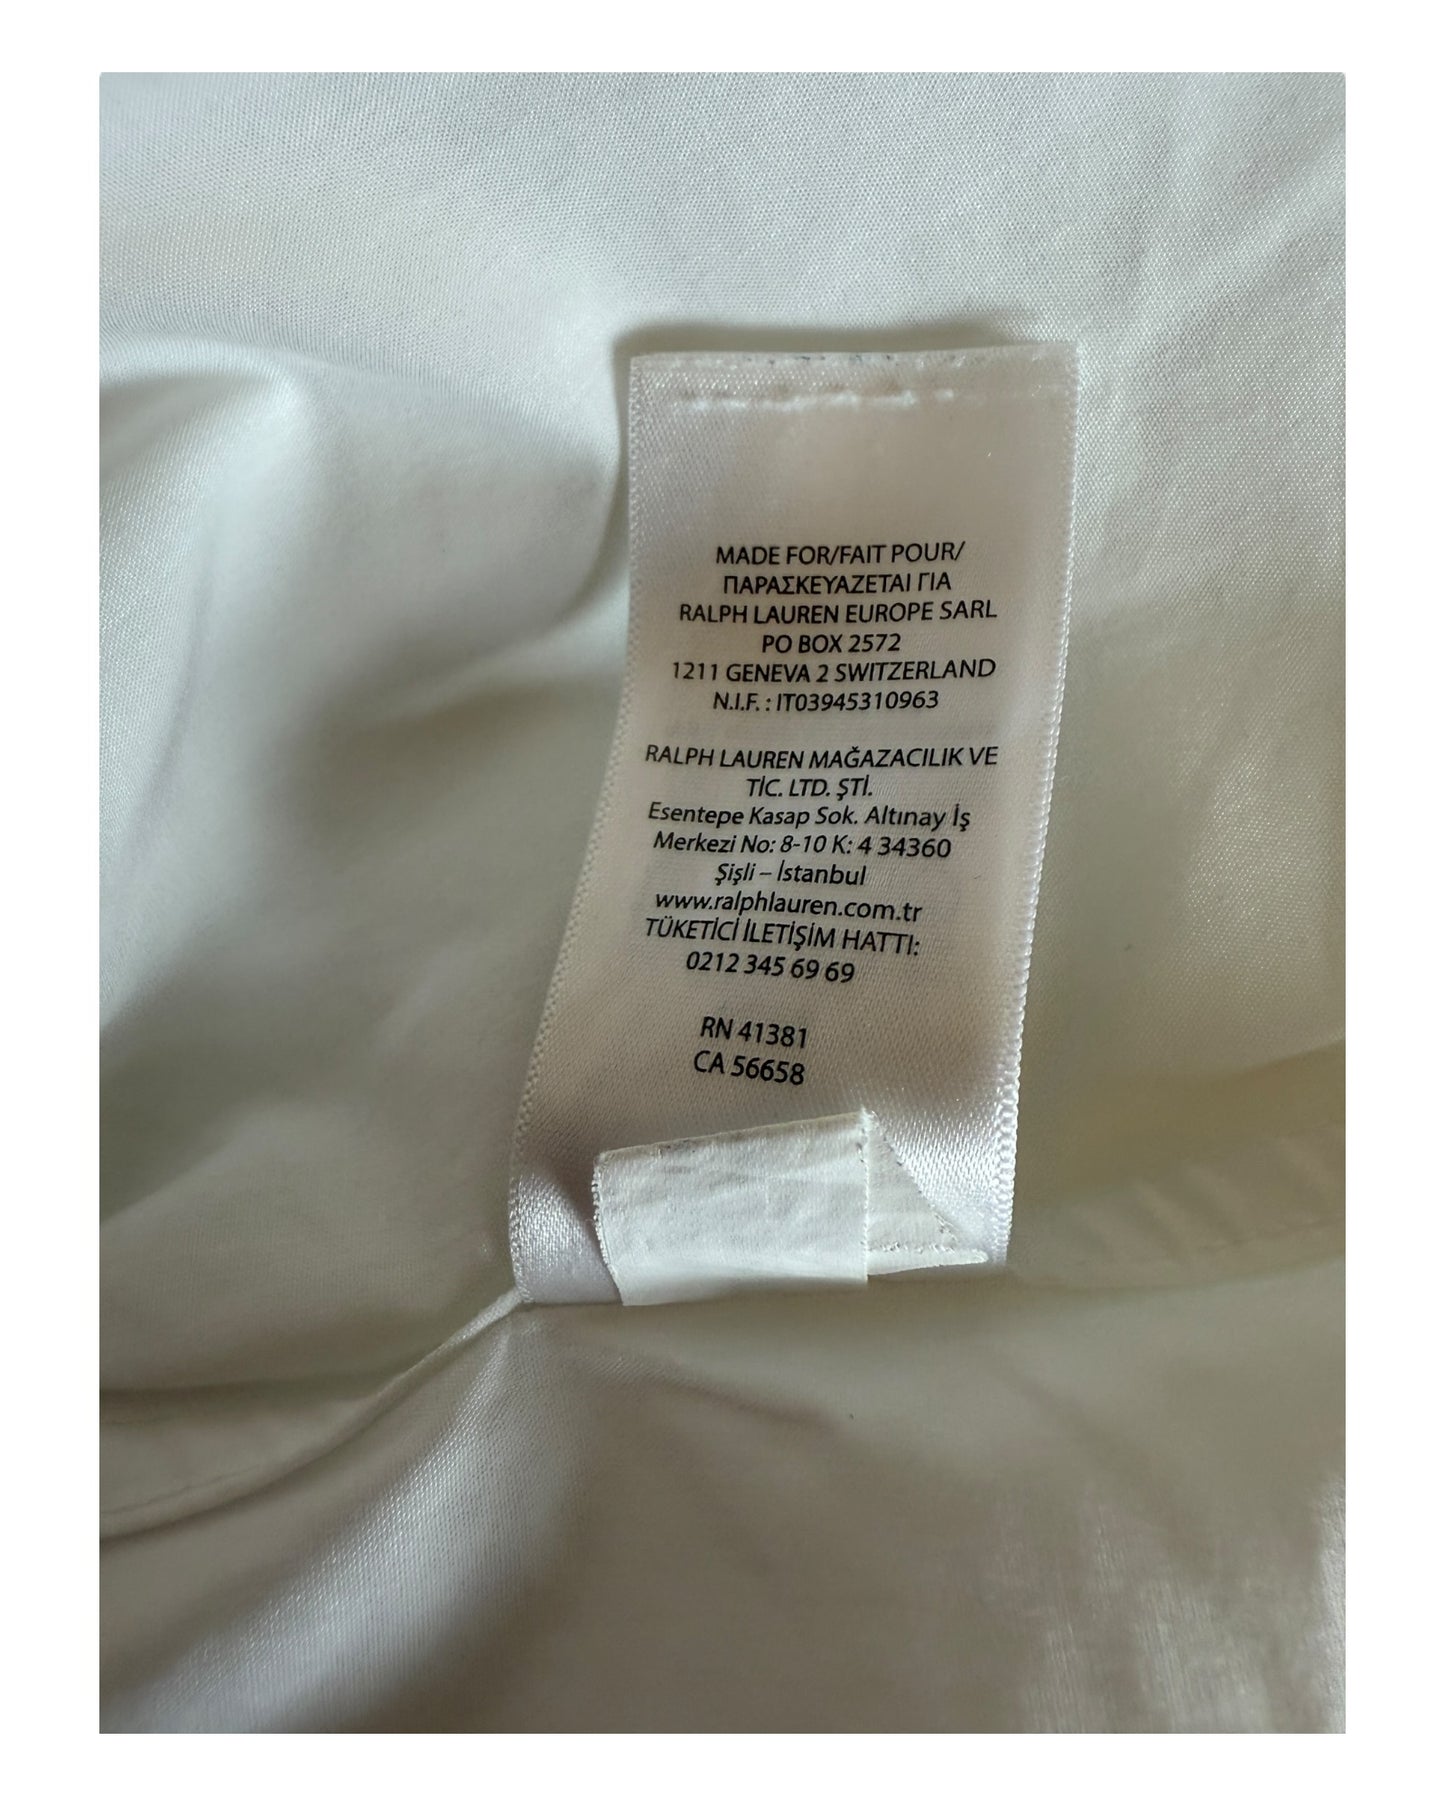 MADE FOR/FAIT POUR/
ΠΑΡΑΣΚΕΥΑΖΕΤΑΙ ΓΙΑ
RALPH LAUREN EUROPE SARL
PO BOX 2572
1211 GENEVA 2 SWITZERLAND
N.I.F. : IT03945310963
RALPH LAUREN MAĞAZACILIK VE
TİC. LTD. ŞTİ.
Esentepe Kasap Sok. Altınay İş
Merkezi No: 8-10 K: 4 34360
Şişli – İstanbul
www.ralphlauren.com.tr
TÜKETİCİ İLETİŞİM HATTI:
0212 345 69 69
RN 41381
CA 56658